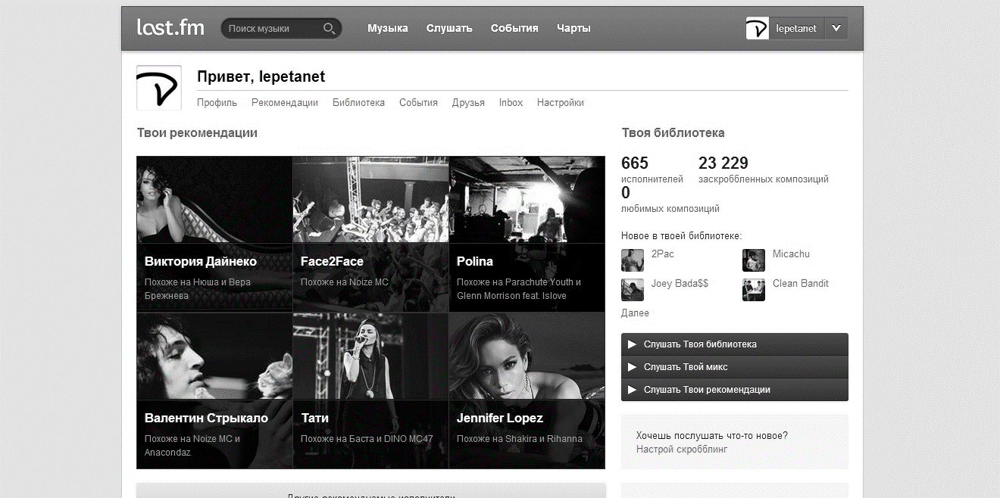 last.fm
Поиск музыки
Музыка Слушать События Чарты
lepetanet
Привет, lepetanet
Профиль Рекомендации Библиотека События Друзья Inbox Настройки
Твои рекомендации
Виктория Дайнеко
Похоже на Нюша и Вера
Брежнева
Face2Face
Похоже на Noize MC
Polina
Похоже на Parachute Youth и
Glenn Morrison feat. Islove
Валентин Стрыкало
Похоже на Noize MC и
Anacondaz
Тати
Похоже на Баста и DINO MC47
Jennifer Lopez
Похоже на Shakira и Rihanna
Другие рекомендуемые исполнители
Твоя библиотека
665 23 229
исполнителей заскроббленных композиций
0
любимых композиций
Новое в твоей библиотеке:
2Pac Micachu
Joey Bada$$ Clean Bandit
Далее
Слушать Твоя библиотека
Слушать Твой микс
Слушать Твои рекомендации
Хочешь послушать что-то новое?
Настрой скробблинг